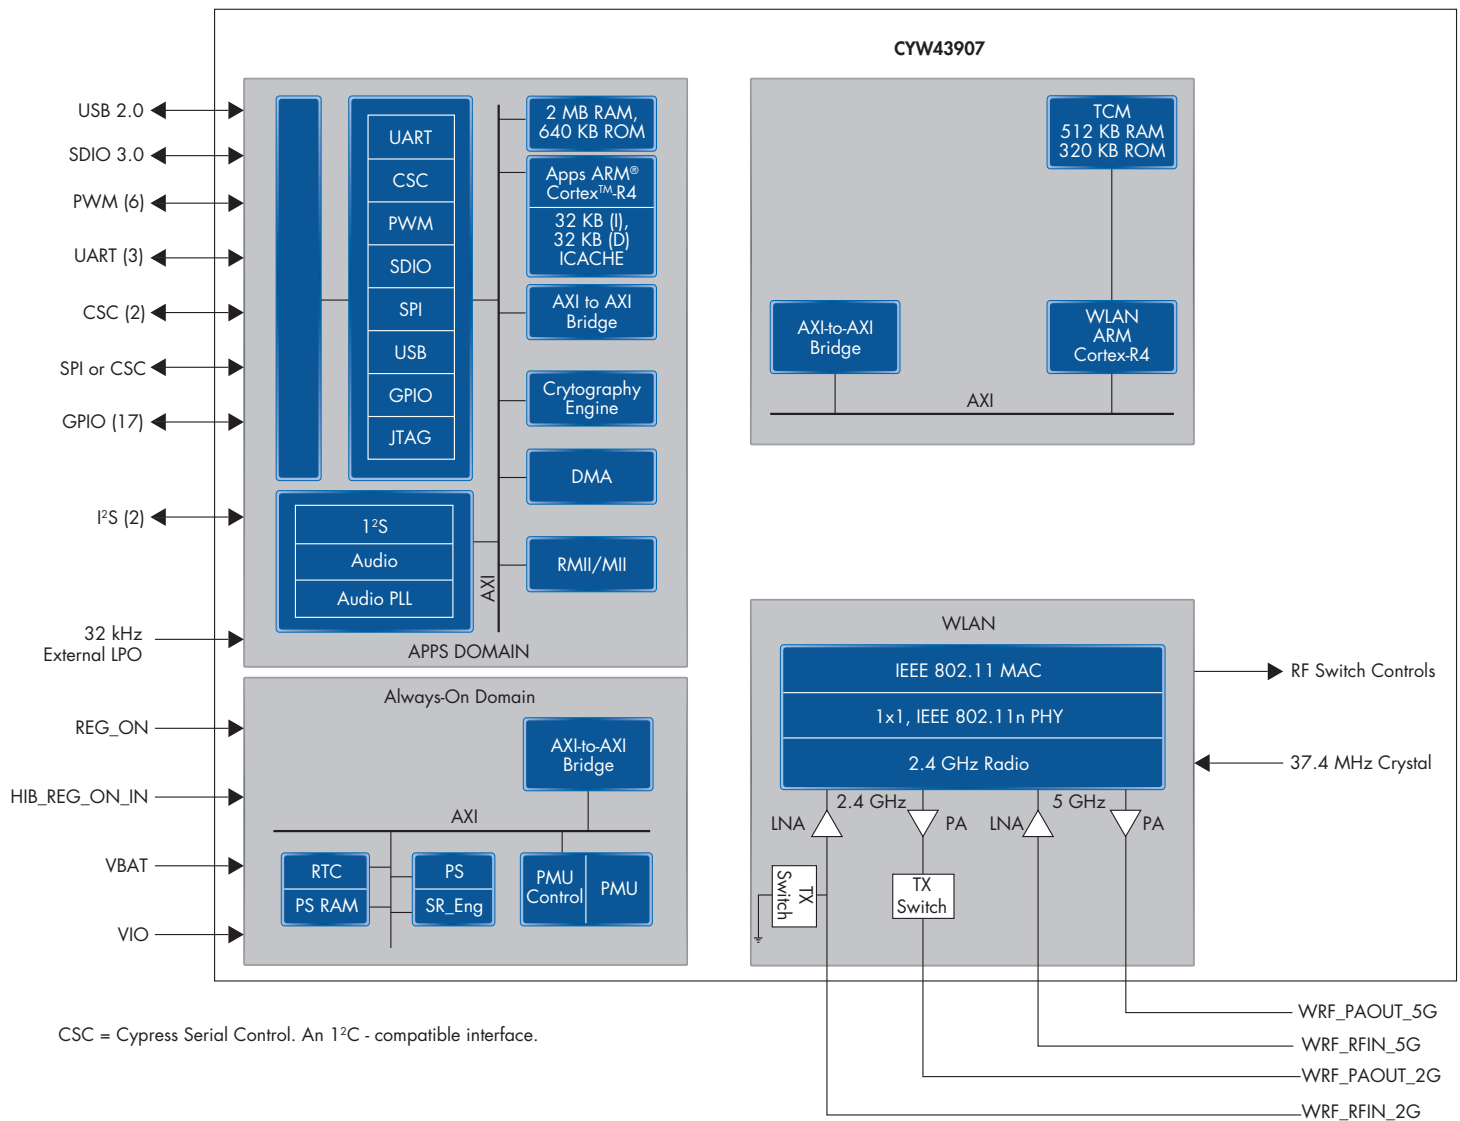 CYW43907
USB 2.0
SDIO 3.0
PWM (6)
UART (3)
CSC (2)
SPI or CSC
GPIO (17)
I²S (2)
32 kHz
External LPO
REG_ON
HIB_REG_ON_IN
VBAT
VIO
UART
CSC
PWM
SDIO
SPI
USB
GPIO
JTAG
1²S
Audio
Audio PLL
AXI
2 MB RAM,
640 KB ROM
Apps ARM®
Cortex™-R4
32 KB (I),
32 KB (D)
ICACHE
AXI to AXI
Bridge
Crytography
Engine
DMA
RMII/MII
APPS DOMAIN
Always-On Domain
AXI-to-AXI
Bridge
AXI
RTC
PS RAM
PS
SR_Eng
PMU
Control
PMU
TCM
512 KB RAM
320 KB ROM
AXI-to-AXI
Bridge
WLAN
ARM
Cortex-R4
AXI
WLAN
IEEE 802.11 MAC
1x1, IEEE 802.11n PHY
2.4 GHz Radio
2.4 GHz
5 GHz
LNA
PA
LNA
PA
TX
Switch
TX
Switch
RF Switch Controls
37.4 MHz Crystal
WRF_PAOUT_5G
WRF_RFIN_5G
WRF_PAOUT_2G
WRF_RFIN_2G
CSC = Cypress Serial Control. An 1²C - compatible interface.